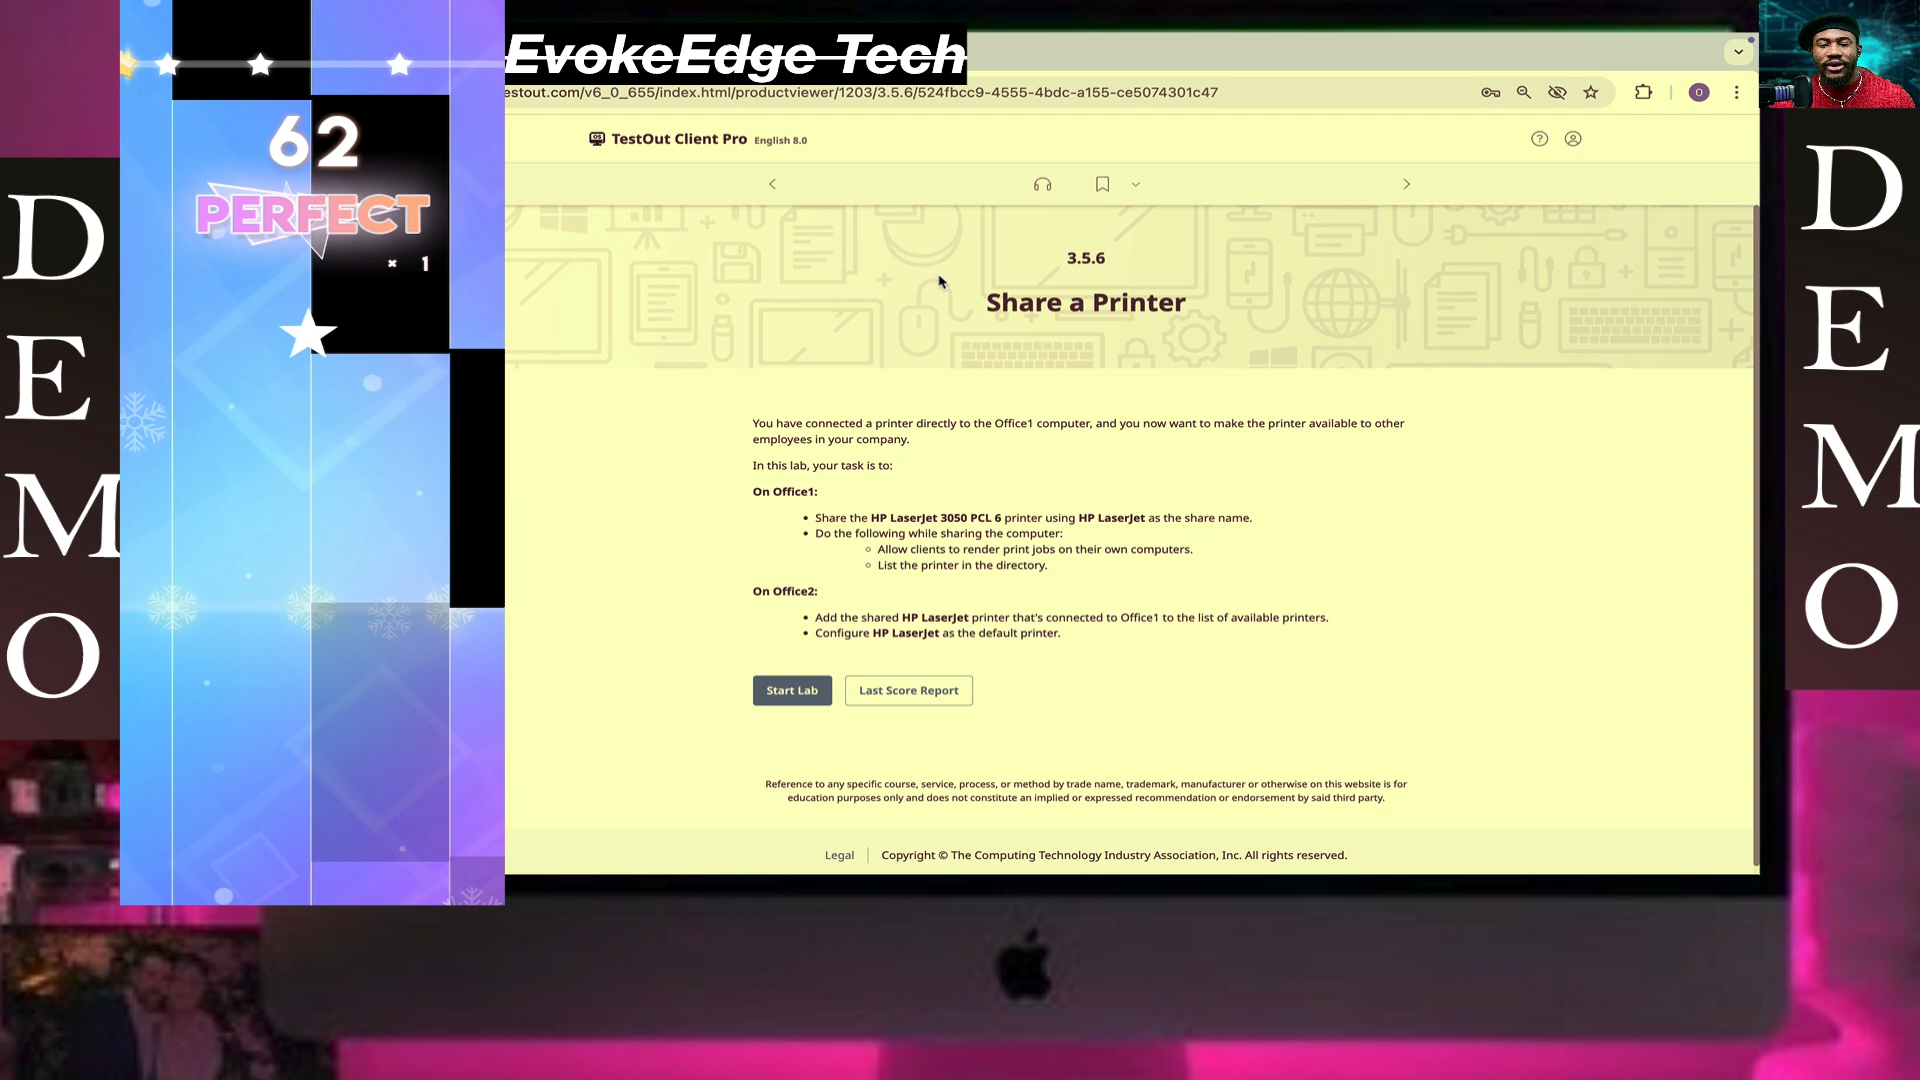 EvokeEdge Tech
estout.com/v6_0_655/index.html/productviewer/1203/3.5.6/524fbcc9-4555-4bdc-a155-ce5074301c47
O
TestOut Client Pro English 8.0
62
PERFECT
× 1
DEMO
DEMO
3.5.6
Share a Printer
You have connected a printer directly to the Office1 computer, and you now want to make the printer available to other
employees in your company.
In this lab, your task is to:
On Office1:
Share the HP LaserJet 3050 PCL 6 printer using HP LaserJet as the share name.
Do the following while sharing the computer:
Allow clients to render print jobs on their own computers.
List the printer in the directory.
On Office2:
Add the shared HP LaserJet printer that's connected to Office1 to the list of available printers.
Configure HP LaserJet as the default printer.
Start Lab Last Score Report
Reference to any specific course, service, process, or method by trade name, trademark, manufacturer or otherwise on this website is for
education purposes only and does not constitute an implied or expressed recommendation or endorsement by said third party.
Legal Copyright © The Computing Technology Industry Association, Inc. All rights reserved.